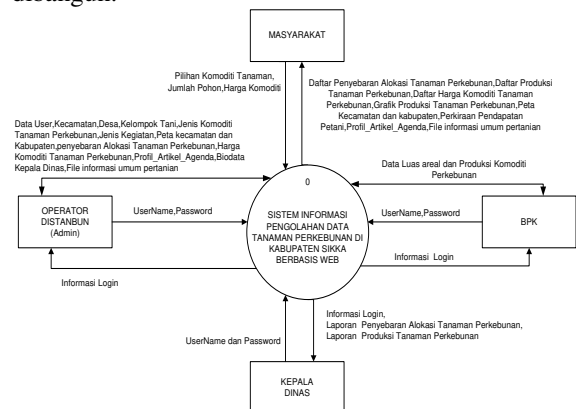 dibangun.
MASYARAKAT
Pilihan Komoditi Tanaman,
Jumlah Pohon,Harga Komoditi
Daftar Penyebaran Alokasi Tanaman Perkebunan,Daftar Produksi
Tanaman Perkebunan,Daftar Harga Komoditi Tanaman
Perkebunan,Grafik Produksi Tanaman Perkebunan,Peta
Kecamatan dan kabupaten,Perkiraan Pendapatan
Petani,Profil_Artikel_Agenda,File informasi umum pertanian
Data User,Kecamatan,Desa,Kelompok Tani,Jenis Komoditi
Tanaman Perkebunan,Jenis Kegiatan,Peta kecamatan dan
Kabupaten,penyebaran Alokasi Tanaman Perkebunan,Harga
Komoditi Tanaman Perkebunan,Profil_Artikel_Agenda,Biodata
Kepala Dinas,File informasi umum pertanian
Data Luas areal dan Produksi Komoditi
Perkebunan
0
SISTEM INFORMASI
PENGOLAHAN DATA
TANAMAN PERKEBUNAN DI
KABUPATEN SIKKA
BERBASIS WEB
OPERATOR
DISTANBUN
(Admin)
UserName,Password
UserName,Password
BPK
Informasi Login
Informasi Login
UserName dan Password
Informasi Login,
Laporan Penyebaran Alokasi Tanaman Perkebunan,
Laporan Produksi Tanaman Perkebunan
KEPALA
DINAS